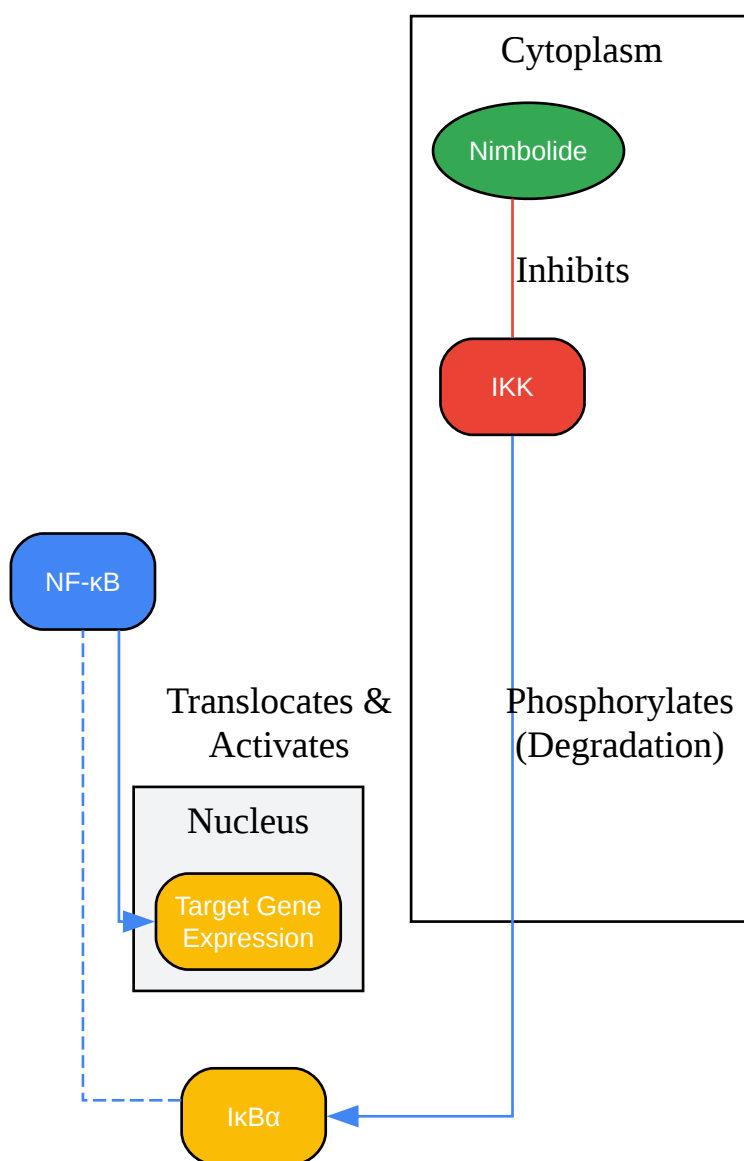 Cytoplasm
Nimbolide
Inhibits
IKK
NF-κB
Translocates &
Activates
Phosphorylates
(Degradation)
Nucleus
Target Gene
Expression
IκBα